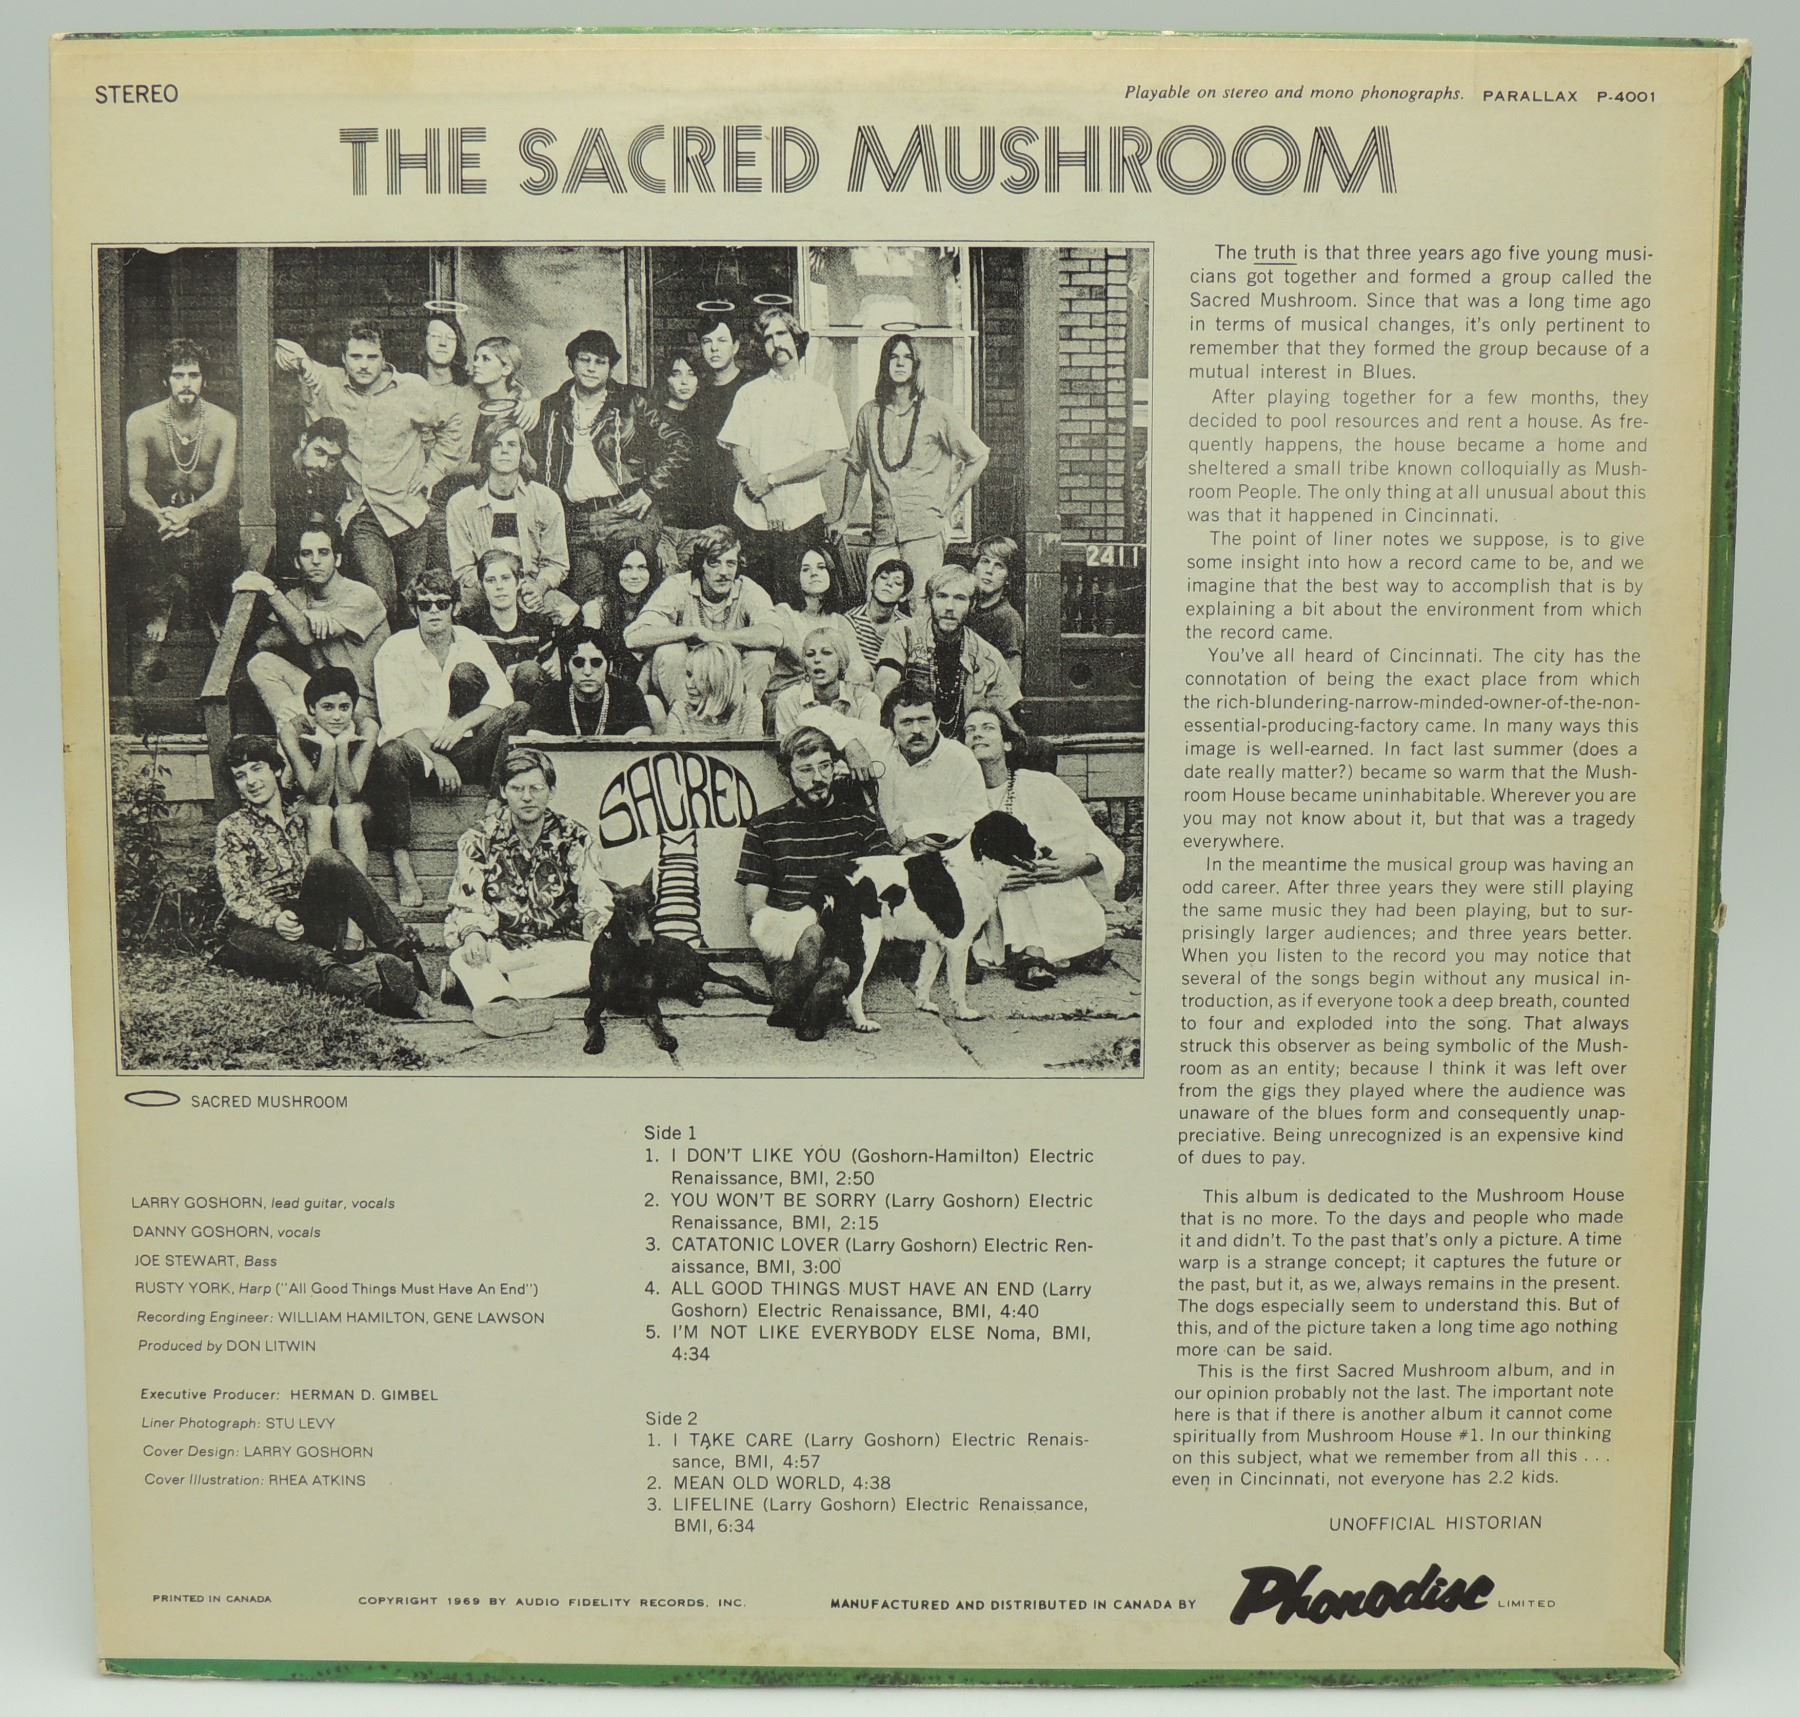 STEREO
Playable on stereo and mono phonographs. PARALLAX P-4001
THE SACRED MUSHROOM
2411
SACRED
MUSHROOM
SACRED MUSHROOM
LARRY GOSHORN, lead guitar, vocals
DANNY GOSHORN, vocals
JOE STEWART, Bass
RUSTY YORK, Harp ("All Good Things Must Have An End")
Recording Engineer: WILLIAM HAMILTON, GENE LAWSON
Produced by DON LITWIN
Executive Producer: HERMAN D. GIMBEL
Liner Photograph: STU LEVY
Cover Design: LARRY GOSHORN
Cover Illustration: RHEA ATKINS
Side 1
1. I DON'T LIKE YOU (Goshorn-Hamilton) Electric
Renaissance, BMI, 2:50
2. YOU WON'T BE SORRY (Larry Goshorn) Electric
Renaissance, BMI, 2:15
3. CATATONIC LOVER (Larry Goshorn) Electric Ren-
aissance, BMI, 3:00
4. ALL GOOD THINGS MUST HAVE AN END (Larry
Goshorn) Electric Renaissance, BMI, 4:40
5. I'M NOT LIKE EVERYBODY ELSE Noma, BMI,
4:34
Side 2
1. I TAKE CARE (Larry Goshorn) Electric Renais-
sance, BMI, 4:57
2. MEAN OLD WORLD, 4:38
3. LIFELINE (Larry Goshorn) Electric Renaissance,
BMI, 6:34
The truth is that three years ago five young musi-
cians got together and formed a group called the
Sacred Mushroom. Since that was a long time ago
in terms of musical changes, it's only pertinent to
remember that they formed the group because of a
mutual interest in Blues.
After playing together for a few months, they
decided to pool resources and rent a house. As fre-
quently happens, the house became a home and
sheltered a small tribe known colloquially as Mush-
room People. The only thing at all unusual about this
was that it happened in Cincinnati.
The point of liner notes we suppose, is to give
some insight into how a record came to be, and we
imagine that the best way to accomplish that is by
explaining a bit about the environment from which
the record came.
You've all heard of Cincinnati. The city has the
connotation of being the exact place from which
the rich-blundering-narrow-minded-owner-of-the-non-
essential-producing-factory came. In many ways this
image is well-earned. In fact last summer (does a
date really matter?) became so warm that the Mush-
room House became uninhabitable. Wherever you are
you may not know about it, but that was a tragedy
everywhere.
In the meantime the musical group was having an
odd career. After three years they were still playing
the same music they had been playing, but to sur-
prisingly larger audiences; and three years better.
When you listen to the record you may notice that
several of the songs begin without any musical in-
troduction, as if everyone took a deep breath, counted
to four and exploded into the song. That always
struck this observer as being symbolic of the Mush-
room as an entity; because I think it was left over
from the gigs they played where the audience was
unaware of the blues form and consequently unap-
preciative. Being unrecognized is an expensive kind
of dues to pay.
This album is dedicated to the Mushroom House
that is no more. To the days and people who made
it and didn't. To the past that's only a picture. A time
warp is a strange concept; it captures the future or
the past, but it, as we, always remains in the present.
The dogs especially seem to understand this. But of
this, and of the picture taken a long time ago nothing
more can be said.
This is the first Sacred Mushroom album, and in
our opinion probably not the last. The important note
here is that if there is another album it cannot come
spiritually from Mushroom House #1. In our thinking
on this subject, what we remember from all this . . .
even in Cincinnati, not everyone has 2.2 kids.
UNOFFICIAL HISTORIAN
PRINTED IN CANADA
COPYRIGHT 1969 BY AUDIO FIDELITY RECORDS, INC.
MANUFACTURED AND DISTRIBUTED IN CANADA BY
Phonodisc LIMITED